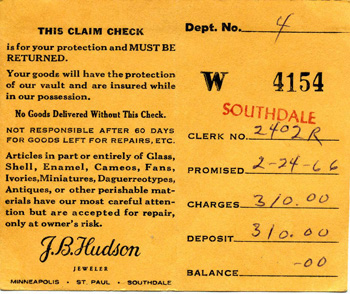 THIS CLAIM CHECK
is for your protection and MUST BE
RETURNED.
Your goods will have the protection
of our vault and are insured while
in our possession.
No Goods Delivered Without This Check.
NOT RESPONSIBLE AFTER 60 DAYS
FOR GOODS LEFT FOR REPAIRS, ETC.
Articles in part or entirely of Glass,
Shell, Enamel, Cameos, Fans,
Ivories, Miniatures, Daguerreotypes,
Antiques, or other perishable mate-
rials have our most careful atten-
tion but are accepted for repair,
only at owner's risk.
J.B. Hudson
JEWELER
MINNEAPOLIS • ST. PAUL • SOUTHDALE
Dept. No. 4
W 4154
SOUTHDALE
CLERK NO. 2402R
PROMISED 2-24-66
CHARGES 310.00
DEPOSIT 310.00
BALANCE -00